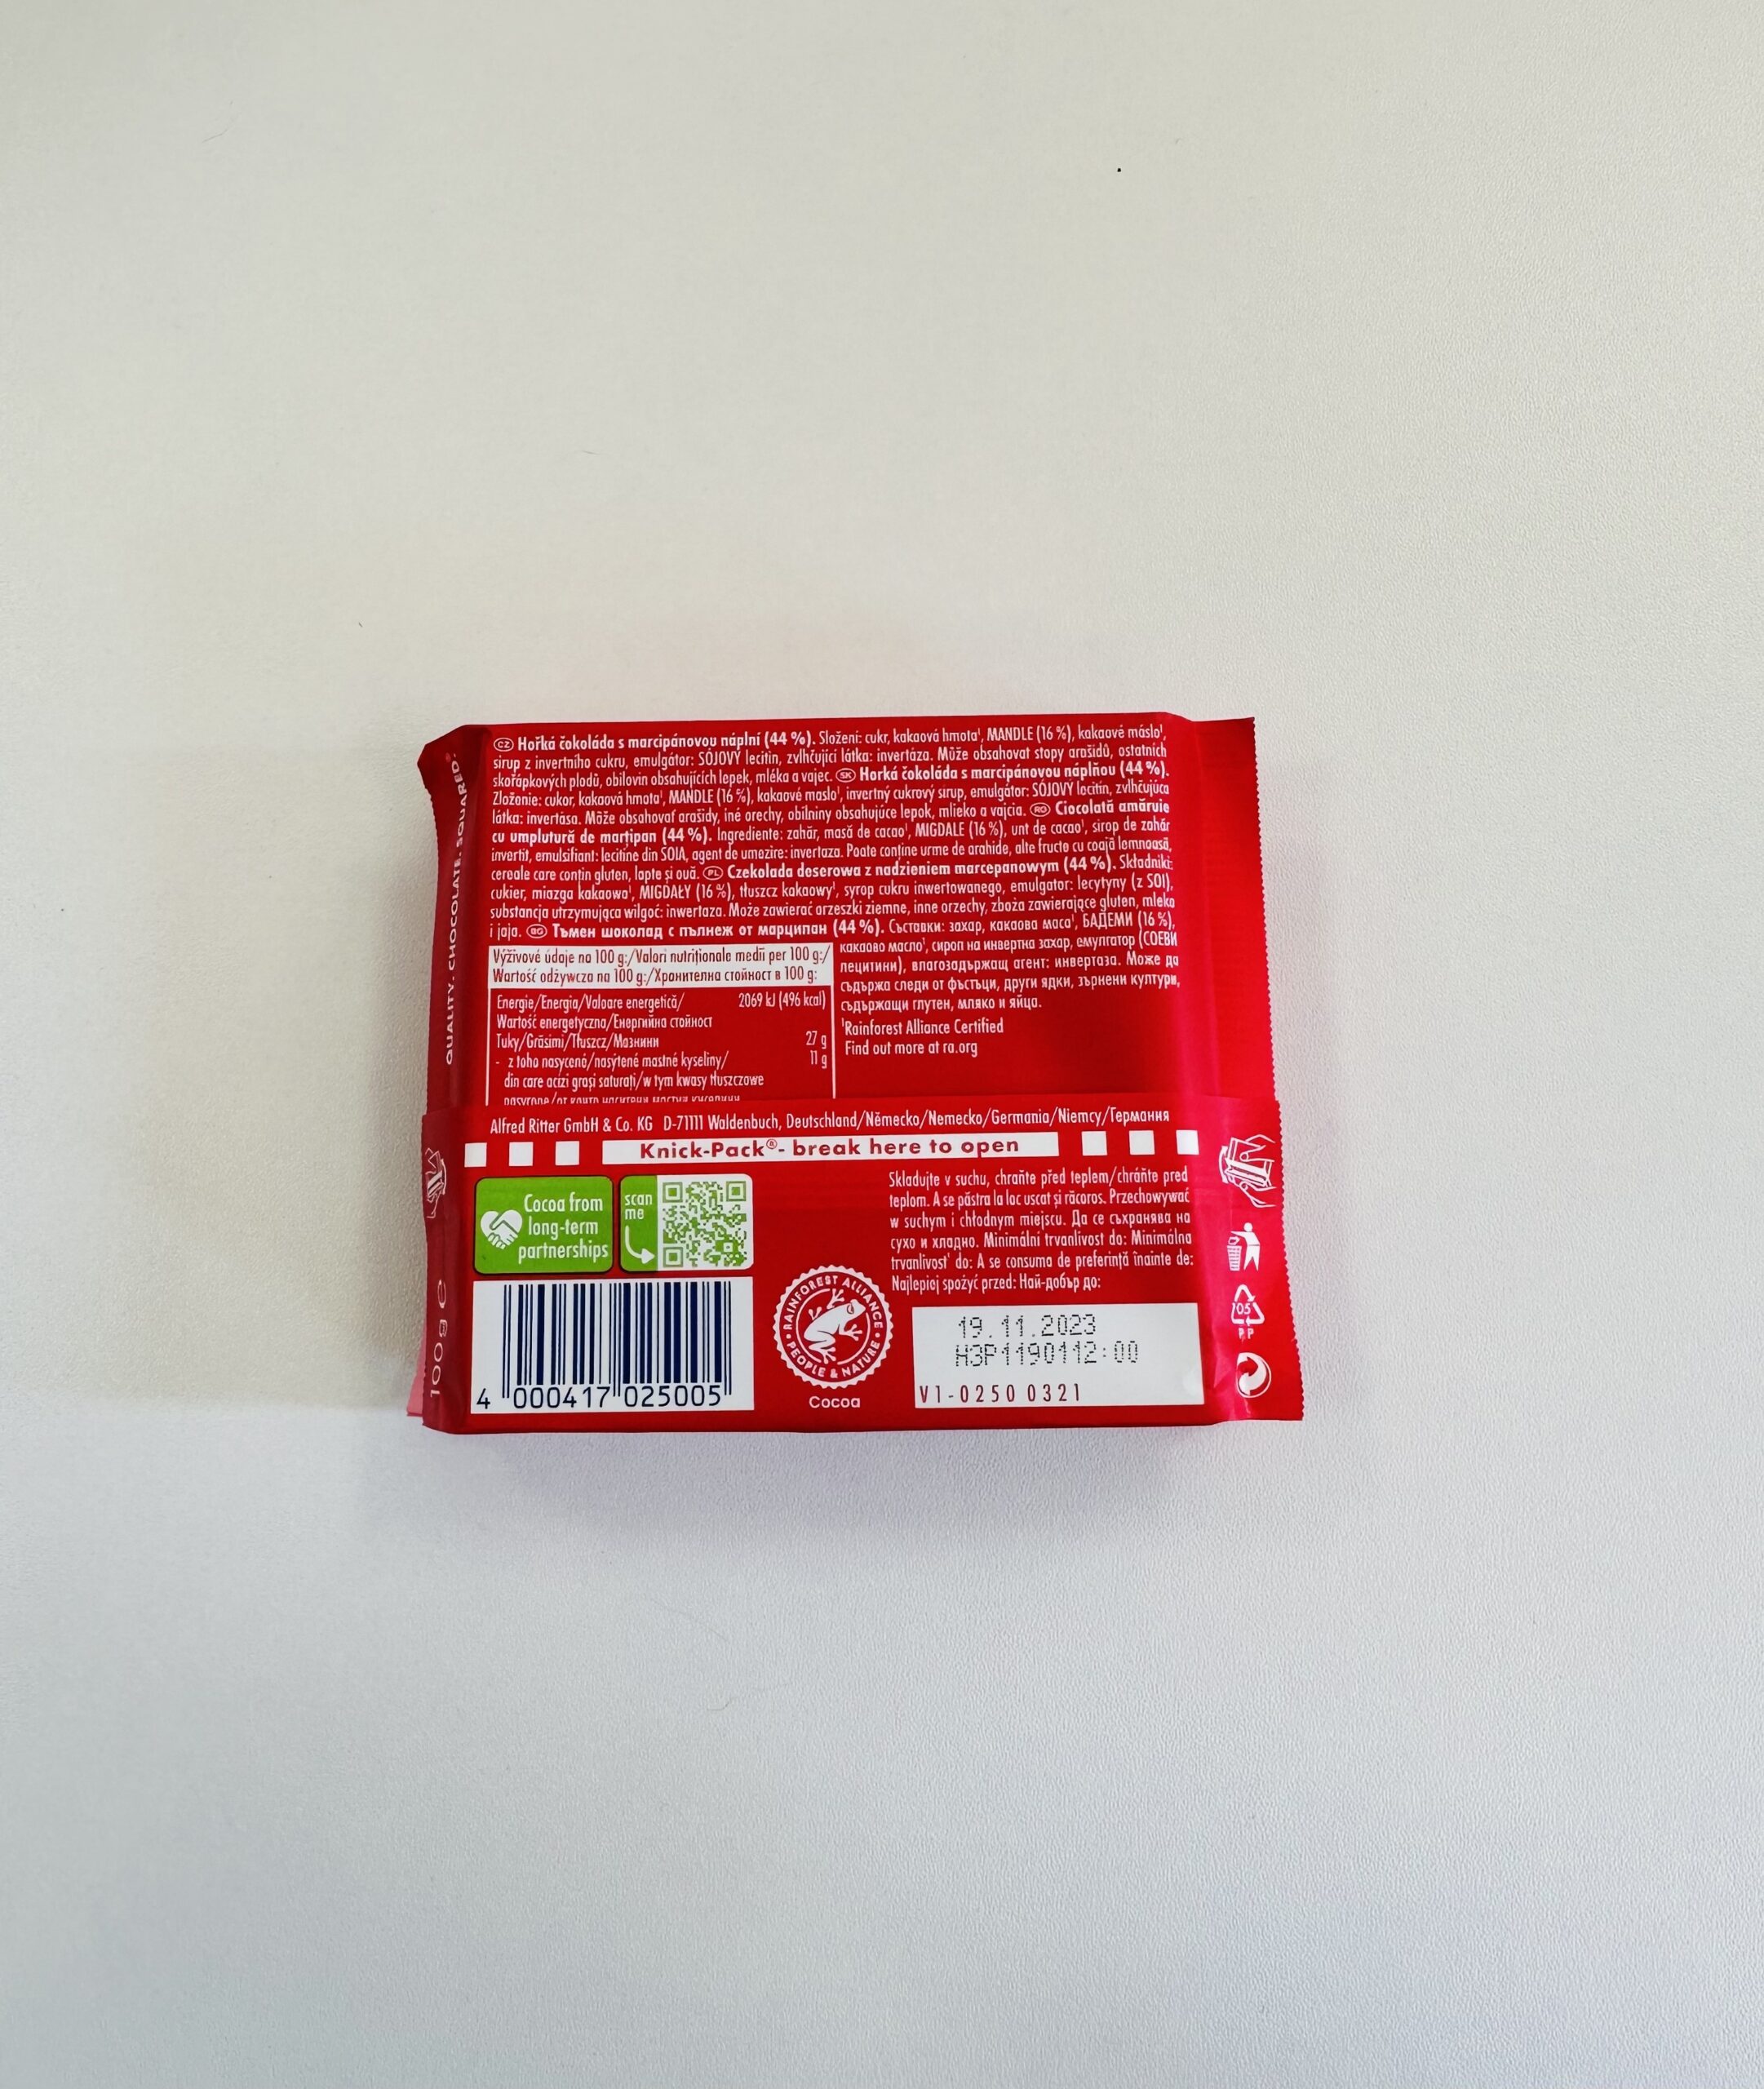 CZ Hořká čokoláda s marcipánovou náplní (44 %). Složení: cukr, kakaová hmota¹, MANDLE (16 %), kakaové máslo¹,
sirup z invertního cukru, emulgátor: SÓJOVÝ lecitin, zvlhčující látka: invertáza. Může obsahovat stopy arašídů, ostatních
skořápkových plodů, obilovin obsahujících lepek, mléka a vajec. SK Horká čokoláda s marcipánovou náplňou (44 %).
Zloženie: cukor, kakaová hmota¹, MANDLE (16 %), kakaové maslo¹, invertný cukrový sirup, emulgátor: SÓJOVÝ lecitín, zvlhčujúca
látka: invertása. Môže obsahovať arašidy, iné orechy, obilniny obsahujúce lepok, mlieko a vajcia. RO Ciocolată amăruie
cu umplutură de marțipan (44 %). Ingrediente: zahăr, masă de cacao¹, MIGDALE (16 %), unt de cacao¹, sirop de zahăr
invertit, emulsifiant: lecitine din SOIA, agent de umezire: invertaza. Poate conține urme de arahide, alte fructe cu coajă lemnoasă,
cereale care conțin gluten, lapte și ouă. PL Czekolada deserowa z nadzieniem marcepanowym (44 %). Składniki:
cukier, miazga kakaowa¹, MIGDAŁY (16 %), tłuszcz kakaowy¹, syrop cukru inwertowanego, emulgator: lecytyny (z SOI),
substancja utrzymująca wilgoć: inwertaza. Może zawierać orzeszki ziemne, inne orzechy, zboża zawierające gluten, mleko
i jaja. BG Тъмен шоколад с пълнеж от марципан (44 %). Съставки: захар, какаова маса¹, БАДЕМИ (16 %),
какаово масло¹, сироп на инвертна захар, емулгатор (СОЕВИ
лецитини), влагозадържащ агент: инвертаза. Може да
съдържа следи от фъстъци, други ядки, зърнени култури,
съдържащи глутен, мляко и яйца.
¹Rainforest Alliance Certified
Find out more at ra.org
Výživové údaje na 100 g:/Valori nutriționale medii per 100 g:/
Wartość odżywcza na 100 g:/Хранителна стойност в 100 g:
Energie/Energia/Valoare energetică/ 2069 kJ (496 kcal)
Wartość energetyczna/Енергийна стойност
Tuky/Grăsimi/Tłuszcz/Мазнини 27 g
- z toho nasycené/nasýtené mastné kyseliny/ 11 g
din care acizi grași saturați/w tym kwasy tłuszczowe
QUALITY. CHOCOLATE. SQUARED.
Alfred Ritter GmbH & Co. KG D-71111 Waldenbuch, Deutschland/Německo/Nemecko/Germania/Niemcy/Германия
Knick-Pack®- break here to open
Cocoa from
long-term
partnerships
scan
me
Skladujte v suchu, chraňte před teplem/chráňte pred
teplom. A se păstra la loc uscat și răcoros. Przechowywać
w suchym i chłodnym miejscu. Да се съхранява на
сухо и хладно. Minimální trvanlivost do: Minimálna
trvanlivosť do: A se consuma de preferință înainte de:
Najlepiej spożyć przed: Най-добър до:
100g e
4 000417 025005
RAINFOREST ALLIANCE
PEOPLE & NATURE
Cocoa
19.11.2023
H3P1190112:00
V1-0250 0321
05
PP